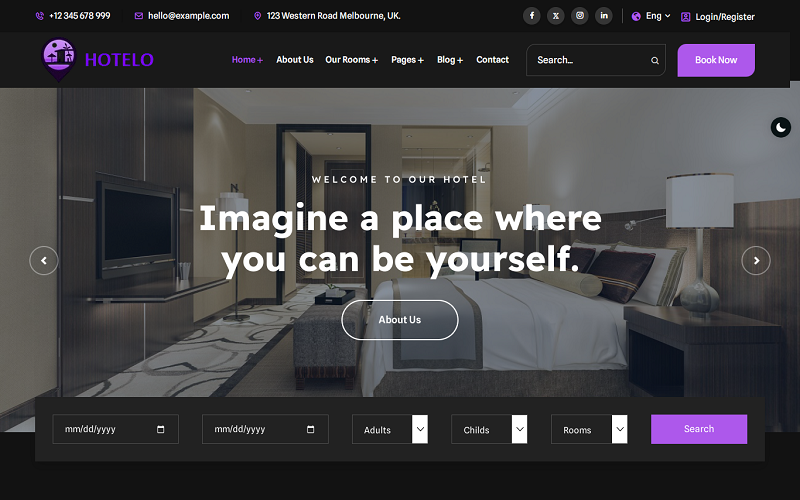 +12 345 678 999
hello@example.com
123 Western Road Melbourne, UK.
Eng
Login/Register
HOTELO
Home +
About Us
Our Rooms +
Pages +
Blog +
Contact
Search...
Book Now
WELCOME TO OUR HOTEL
Imagine a place where
you can be yourself.
About Us
mm/dd/yyyy
mm/dd/yyyy
Adults
Childs
Rooms
Search